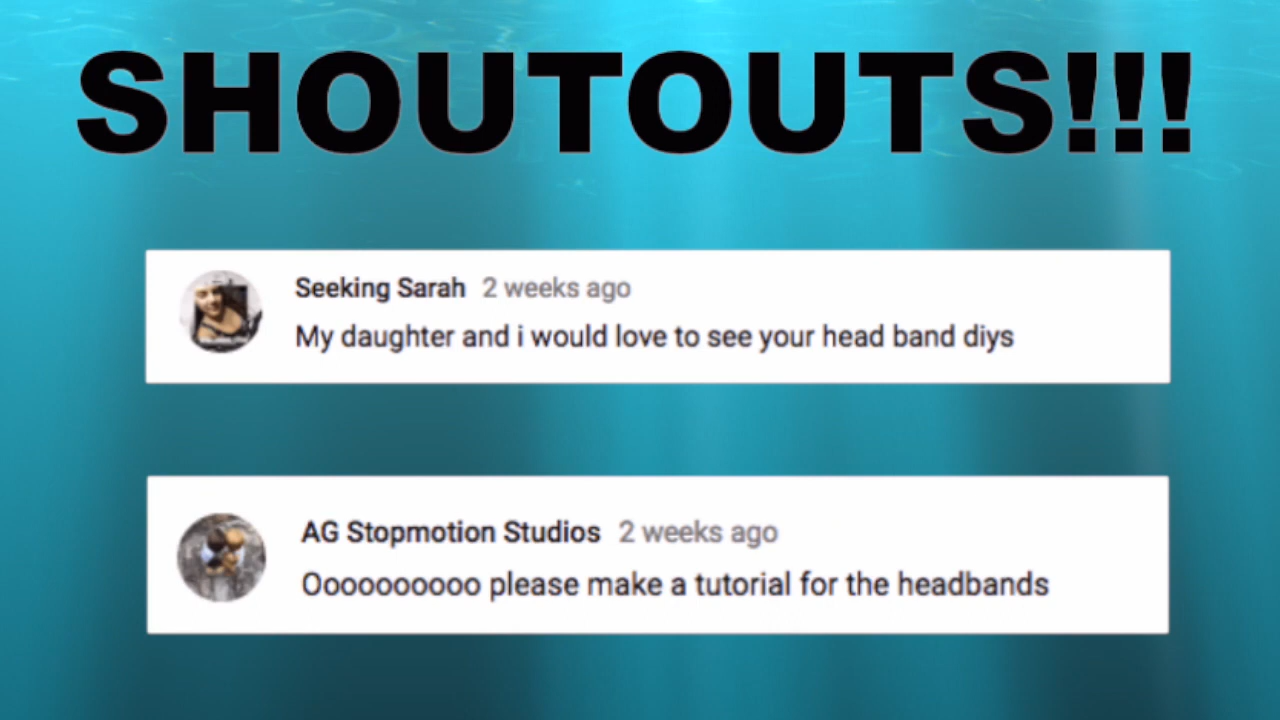 SHOUTOUTS!!!
Seeking Sarah 2 weeks ago
My daughter and i would love to see your head band diys
AG Stopmotion Studios 2 weeks ago
Oooooooooo please make a tutorial for the headbands